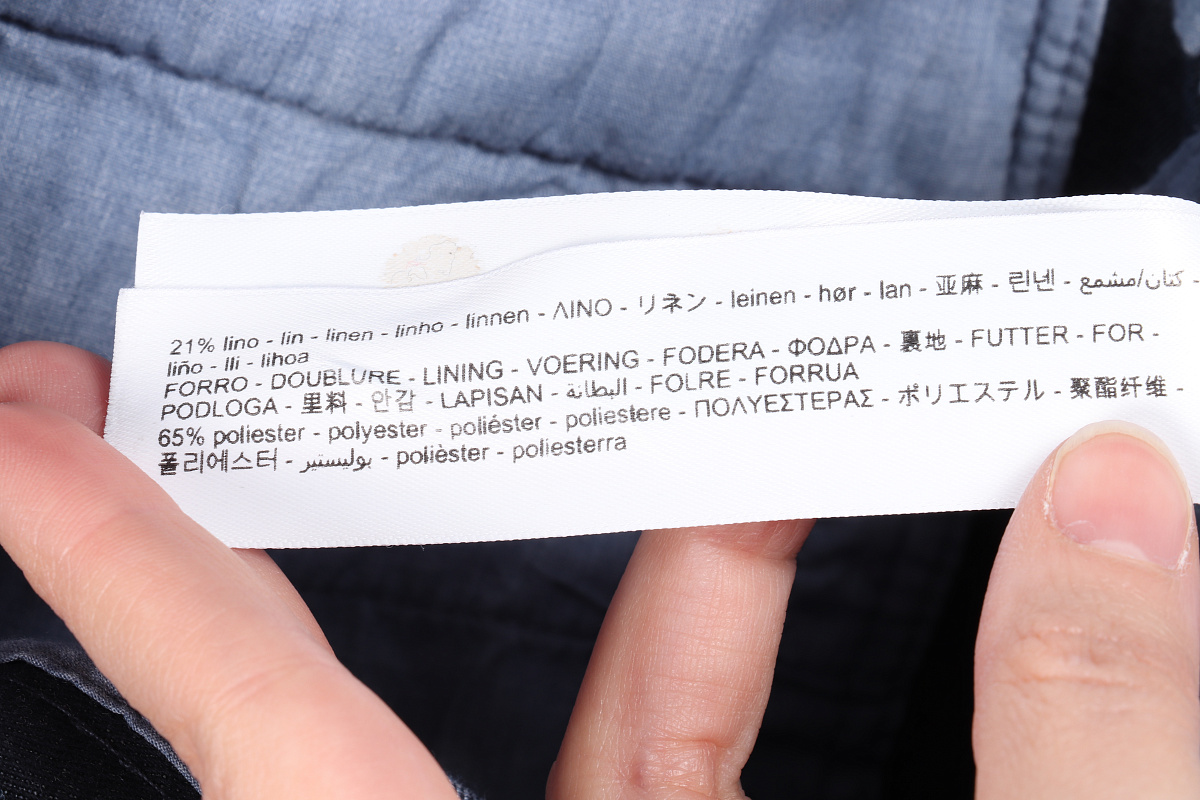 21% lino - lin - linen - linho - linnen - ΛΙΝΟ - リネン - leinen - hør - lan - 亚麻 - 린넨 - كتان/مشمع -
liño - lli - lihoa
FORRO - DOUBLURE - LINING - VOERING - FODERA - ΦΟΔΡΑ - 裏地 - FUTTER - FOR -
PODLOGA - 里料 - 안감 - LAPISAN - البطانة - FOLRE - FORRUA
65% poliester - polyester - poliéster - poliestere - ΠΟΛΥΕΣΤΕΡΑΣ - ポリエステル - 聚酯纤维 -
폴리에스터 - بوليستير - polièster - poliesterra